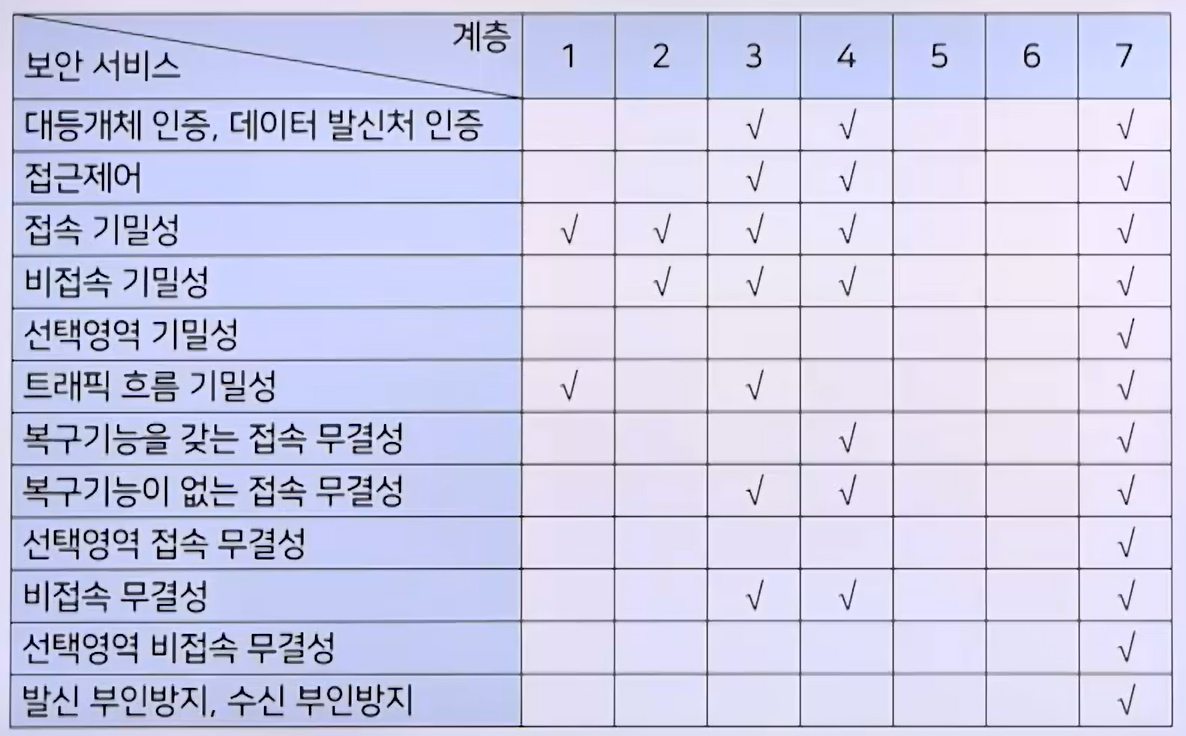 계층
보안 서비스 1 2 3 4 5 6 7
대등개체 인증, 데이터 발신처 인증 √ √ √
접근제어 √ √ √
접속 기밀성 √ √ √ √ √
비접속 기밀성 √ √ √ √
선택영역 기밀성 √
트래픽 흐름 기밀성 √ √ √
복구기능을 갖는 접속 무결성 √ √
복구기능이 없는 접속 무결성 √ √ √
선택영역 접속 무결성 √
비접속 무결성 √ √ √
선택영역 비접속 무결성 √
발신 부인방지, 수신 부인방지 √